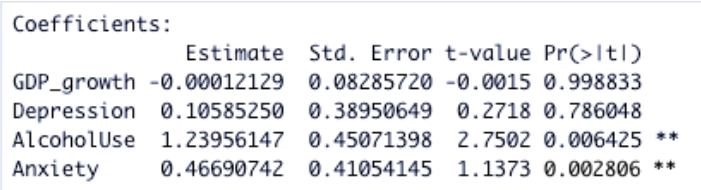 Coefficients:
Estimate Std. Error t-value Pr(>|t|)
GDP_growth -0.00012129 0.08285720 -0.0015 0.998833
Depression 0.10585250 0.38950649 0.2718 0.786048
AlcoholUse 1.23956147 0.45071398 2.7502 0.006425 **
Anxiety 0.46690742 0.41054145 1.1373 0.002806 **